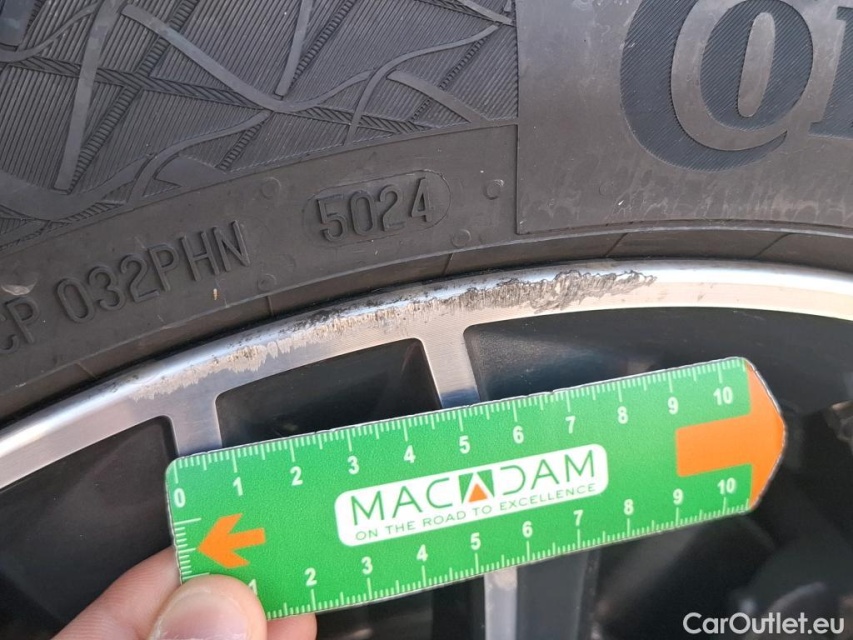 5024
032PHN
0 1 2 3 4 5 6 7 8 9 10
MACADAM
ON THE ROAD TO EXCELLENCE
1 2 3 4 5 6 7 8 9 10
CarOutlet.eu